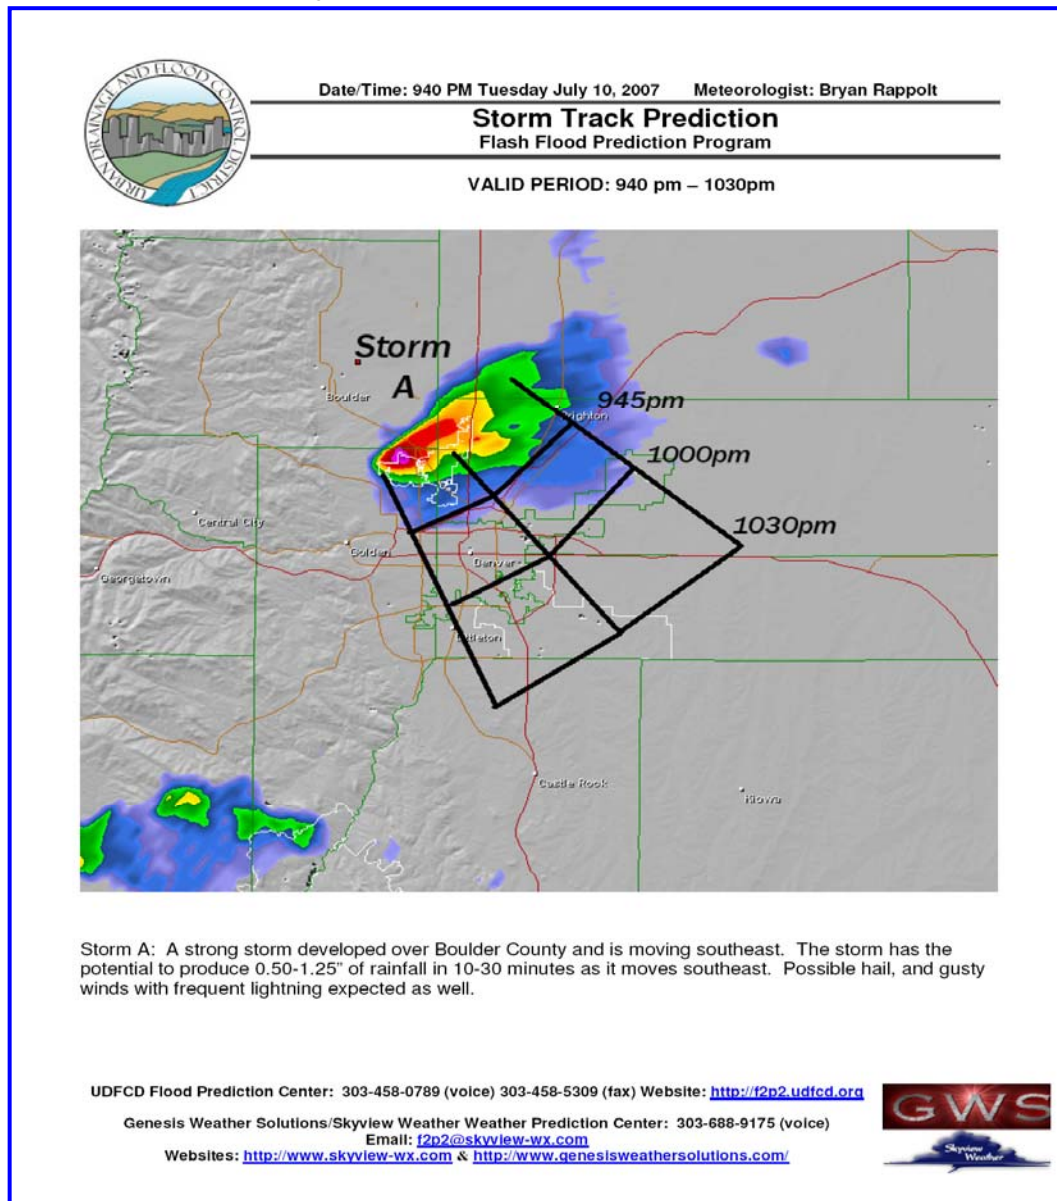 URBAN DRAINAGE AND FLOOD CONTROL DISTRICT
Date/Time: 940 PM Tuesday July 10, 2007 Meteorologist: Bryan Rappolt
Storm Track Prediction
Flash Flood Prediction Program
VALID PERIOD: 940 pm – 1030pm
Storm
A
Boulder
945pm
Brighton
1000pm
Central City
1030pm
Golden
Denver
Georgetown
Littleton
Castle Rock
Kiowa
Storm A: A strong storm developed over Boulder County and is moving southeast. The storm has the
potential to produce 0.50-1.25" of rainfall in 10-30 minutes as it moves southeast. Possible hail, and gusty
winds with frequent lightning expected as well.
UDFCD Flood Prediction Center: 303-458-0789 (voice) 303-458-5309 (fax) Website: http://f2p2.udfcd.org
GWS
Genesis Weather Solutions/Skyview Weather Weather Prediction Center: 303-688-9175 (voice)
Email: f2p2@skyview-wx.com
Websites: http://www.skyview-wx.com & http://www.genesisweathersolutions.com/
Skyview
Weather